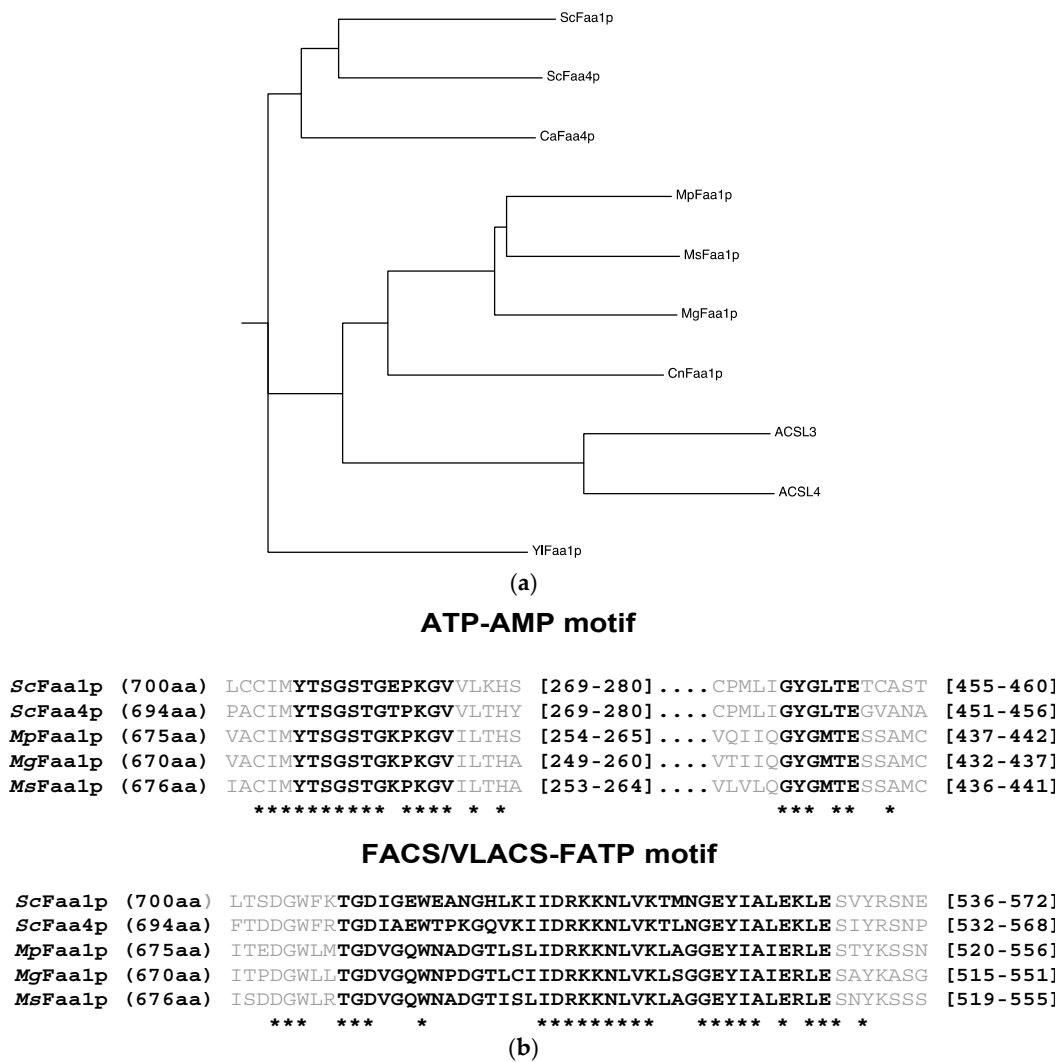 ScFaa1p
ScFaa4p
CaFaa4p
MpFaa1p
MsFaa1p
MgFaa1p
CnFaa1p
ACSL3
ACSL4
YlFaa1p
(a)
ATP-AMP motif
ScFaa1p (700aa) LCCIMYTSGSTGEPKGVVLKHS [269-280]....CPMLIGYGLTETCAST [455-460]
ScFaa4p (694aa) PACIMYTSGSTGTPKGVVLTHY [269-280]....CPMLIGYGLTEGVANA [451-456]
MpFaa1p (675aa) VACIMYTSGSTGKPKGVILTHS [254-265]....VQIIQGYGMTESSAMC [437-442]
MgFaa1p (670aa) VACIMYTSGSTGKPKGVILTHA [249-260]....VTIIQGYGMTESSAMC [432-437]
MsFaa1p (676aa) IACIMYTSGSTGKPKGVILTHA [253-264]....VLVLQGYGMTESSAMC [436-441]
********** **** * * *** ** *
FACS/VLACS-FATP motif
ScFaa1p (700aa) LTSDGWFKTGDIGEWEANGHLKIIDRKKNLVKTMNGEYIALEKLESVYRSNE [536-572]
ScFaa4p (694aa) FTDDGWFRTGDIAEWTPKGQVKIIDRKKNLVKTLNGEYIALEKLESIYRSNP [532-568]
MpFaa1p (675aa) ITEDGWLMTGDVGQWNADGTLSLIDRKKNLVKLAGGEYIAIERLESTYKSNN [520-556]
MgFaa1p (670aa) ITPDGWLLTGDVGQWNPDGTLCIIDRKKNLVKLSGGEYIAIERLESAYKASG [515-551]
MsFaa1p (676aa) ISDDGWLRTGDVGQWNADGTISLIDRKKNLVKLAGGEYIALERLESNYKSSS [519-555]
*** *** * ********** ***** * *** *
(b)